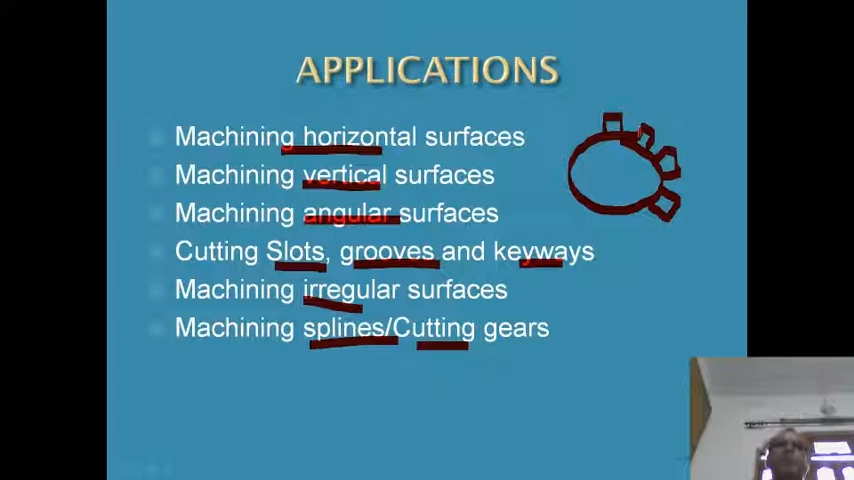 APPLICATIONS
Machining horizontal surfaces
Machining vertical surfaces
Machining angular surfaces
Cutting Slots, grooves and keyways
Machining irregular surfaces
Machining splines/Cutting gears